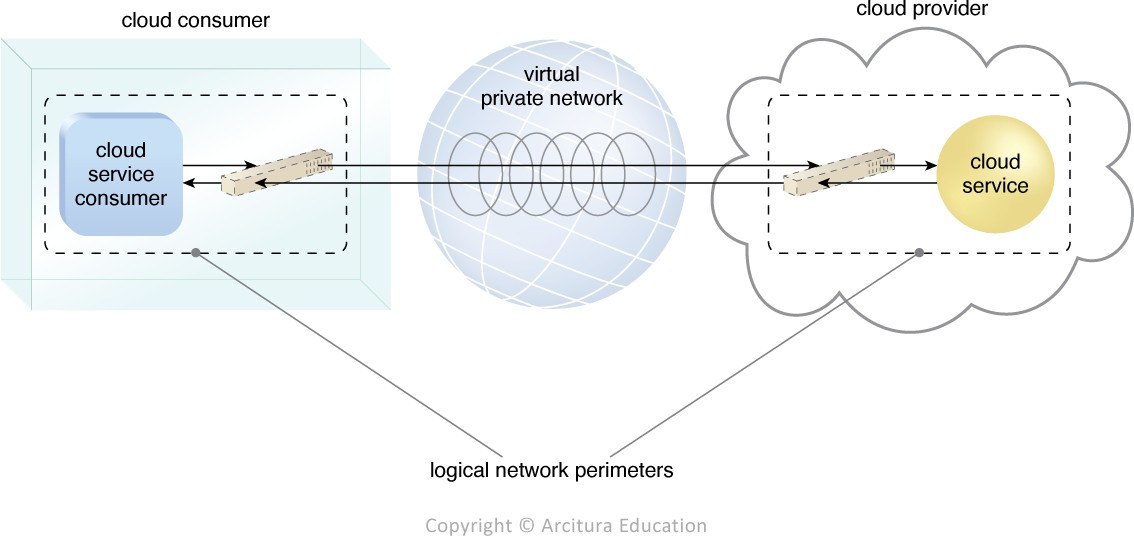 cloud consumer
cloud provider
virtual
private network
cloud
service
consumer
cloud
service
logical network perimeters
Copyright © Arcitura Education